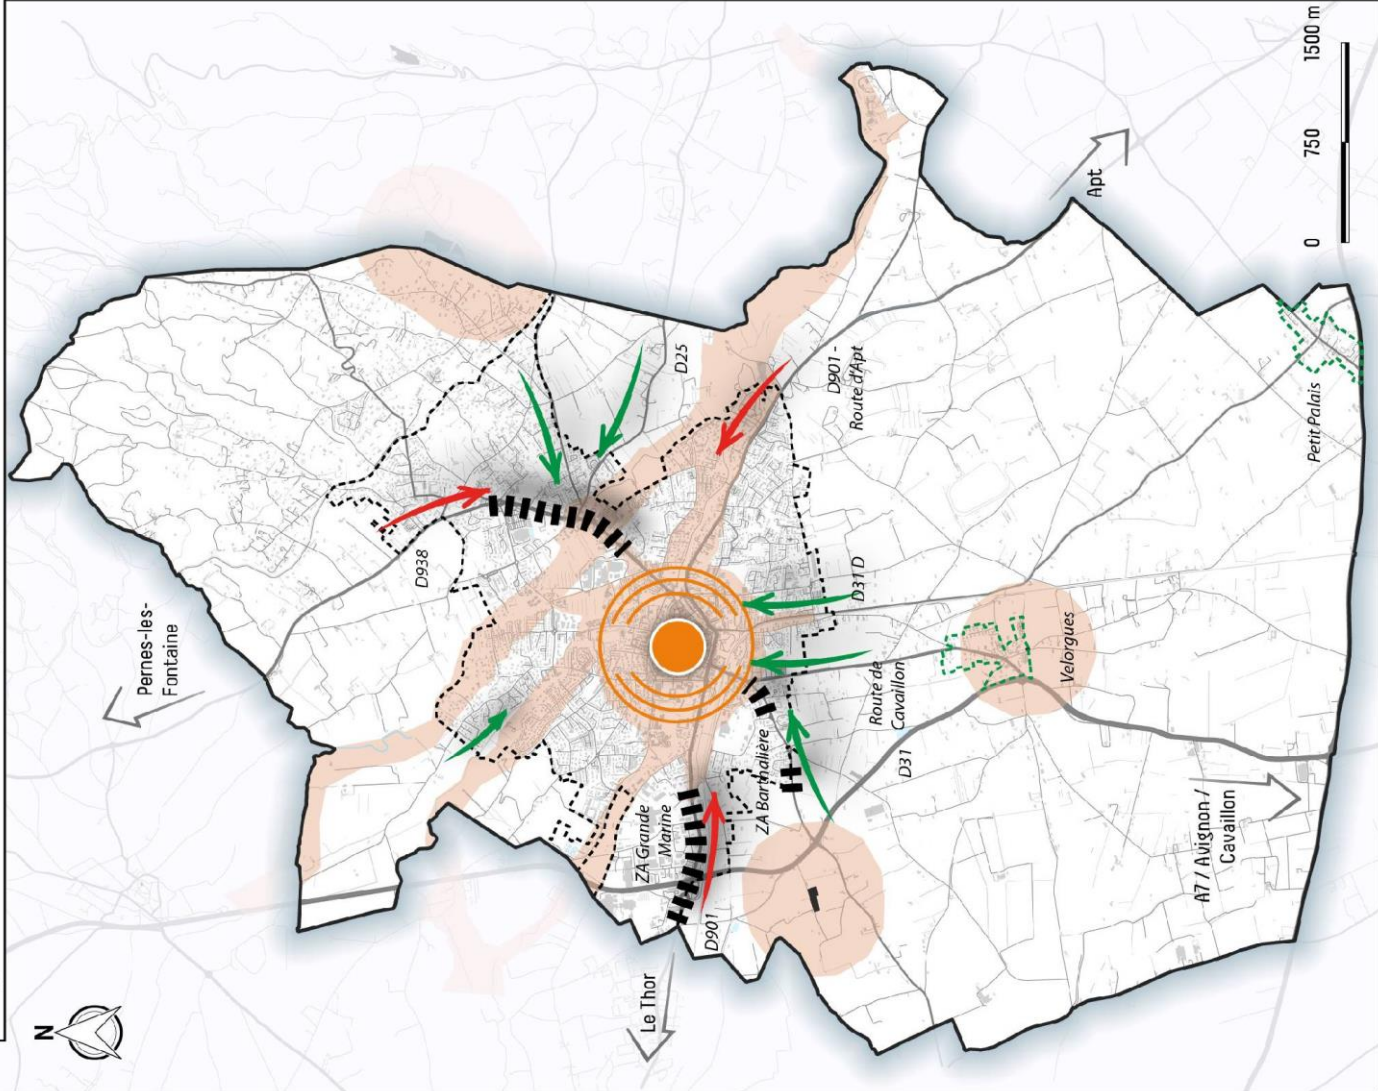 N
Pernes-les-
Fontaine
D938
D25
D901 -
Route d'Apt
Apt
0 750 1500 m
Le Thor
ZA Grande
Marine
D901
ZA Barthalière
D31 D
Route de
Cavaillon
D31
Velorgues
A7 / Avignon /
Cavaillon
Petit Palais